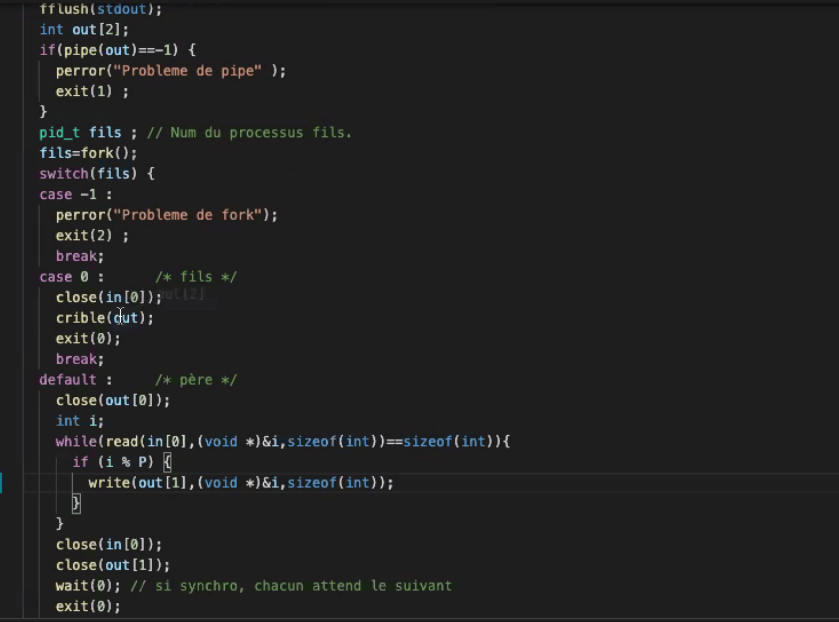 fflush(stdout);
int out[2];
if(pipe(out)==-1) {
perror("Probleme de pipe" );
exit(1) ;
}
pid_t fils ; // Num du processus fils.
fils=fork();
switch(fils) {
case -1 :
perror("Probleme de fork");
exit(2) ;
break;
case 0 : /* fils */
close(in[0]); out[2]
crible(out);
exit(0);
break;
default : /* père */
close(out[0]);
int i;
while(read(in[0],(void *)&i,sizeof(int))==sizeof(int)){
if (i % P) {
write(out[1],(void *)&i,sizeof(int));
}
}
close(in[0]);
close(out[1]);
wait(0); // si synchro, chacun attend le suivant
exit(0);